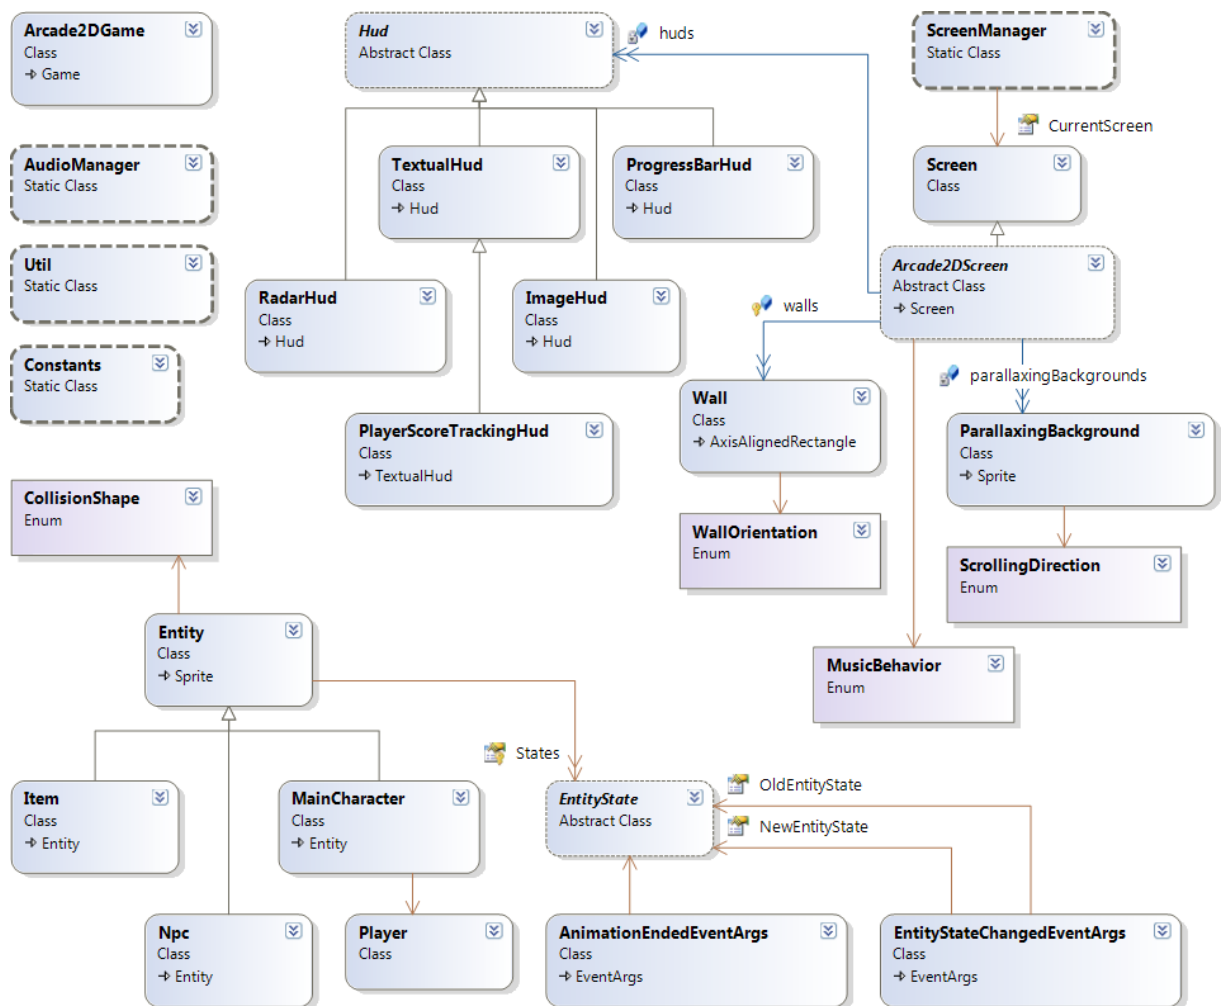 Arcade2DGame
Class
Game
Hud
Abstract Class
huds
ScreenManager
Static Class
CurrentScreen
AudioManager
Static Class
TextualHud
Class
Hud
ProgressBarHud
Class
Hud
Screen
Class
Util
Static Class
Arcade2DScreen
Abstract Class
Screen
RadarHud
Class
Hud
ImageHud
Class
Hud
walls
Constants
Static Class
parallaxingBackgrounds
Wall
Class
AxisAlignedRectangle
PlayerScoreTrackingHud
Class
TextualHud
ParallaxingBackground
Class
Sprite
CollisionShape
Enum
WallOrientation
Enum
ScrollingDirection
Enum
Entity
Class
Sprite
MusicBehavior
Enum
States
Item
Class
Entity
MainCharacter
Class
Entity
EntityState
Abstract Class
OldEntityState
NewEntityState
Npc
Class
Entity
Player
Class
AnimationEndedEventArgs
Class
EventArgs
EntityStateChangedEventArgs
Class
EventArgs